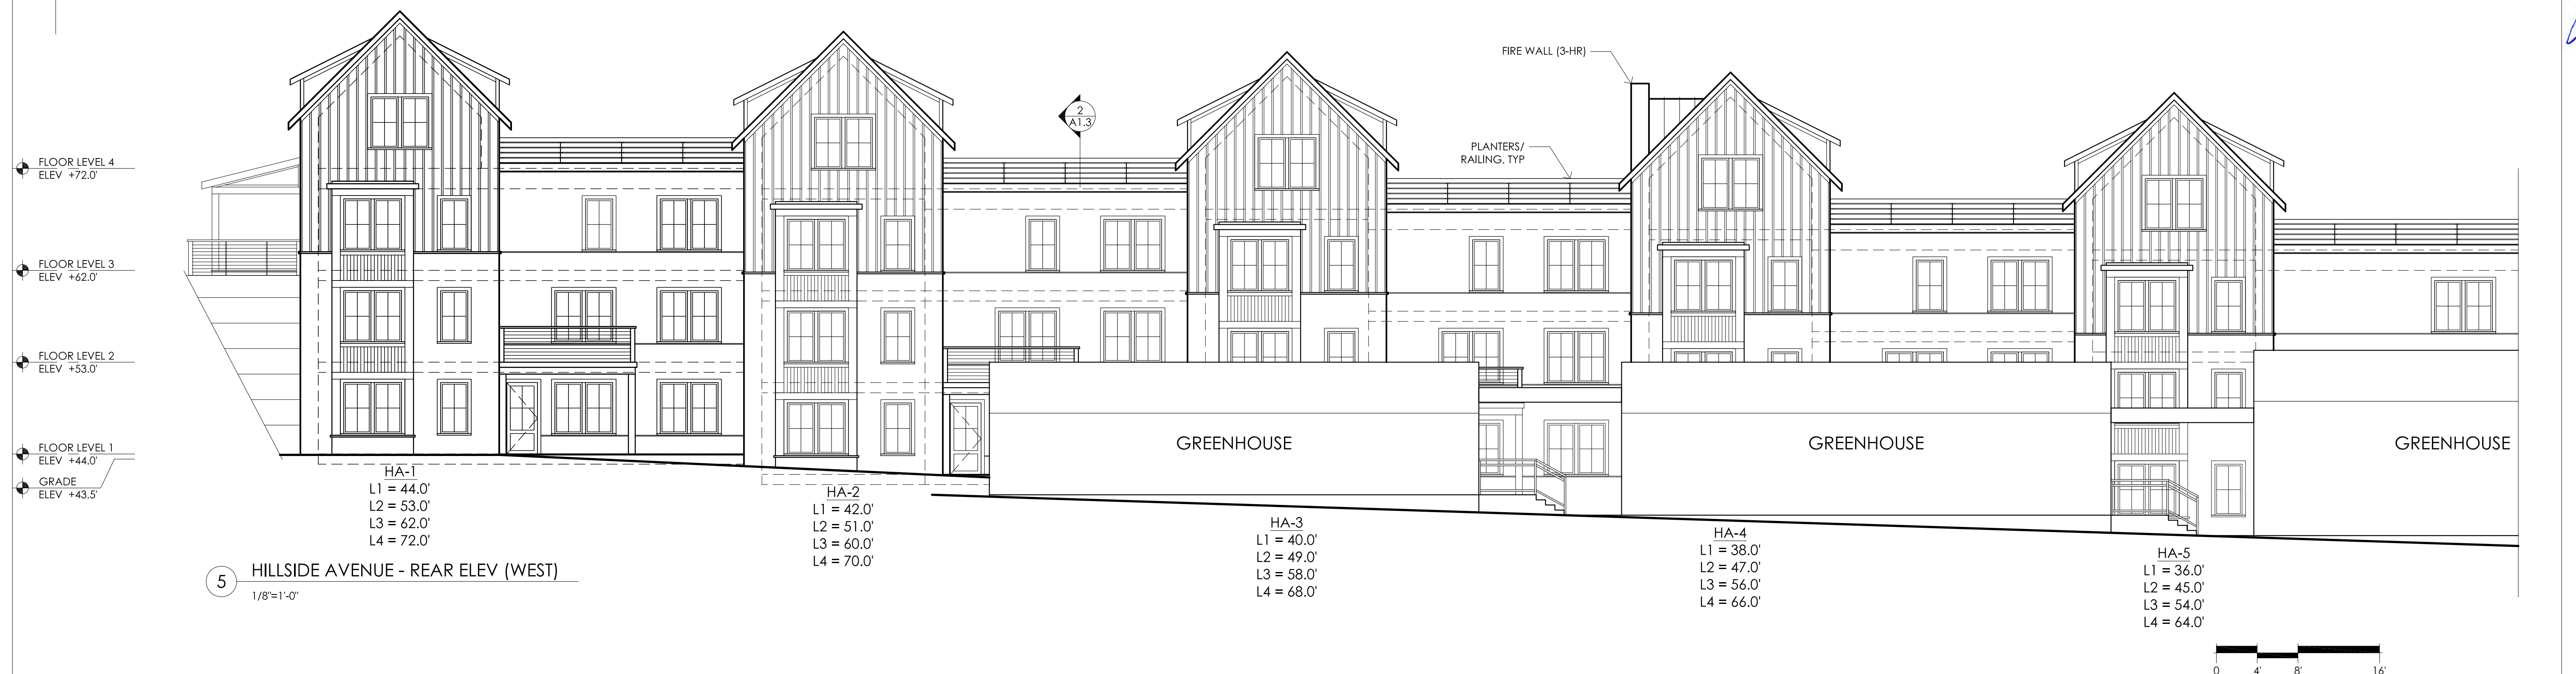 FIRE WALL (3-HR)
2
A1.3
PLANTERS/
RAILING, TYP
FLOOR LEVEL 4
ELEV +72.0'
FLOOR LEVEL 3
ELEV +62.0'
FLOOR LEVEL 2
ELEV +53.0'
FLOOR LEVEL 1
ELEV +44.0'
GRADE
ELEV +43.5'
GREENHOUSE
GREENHOUSE
GREENHOUSE
HA-1
L1 = 44.0'
L2 = 53.0'
L3 = 62.0'
L4 = 72.0'
HA-2
L1 = 42.0'
L2 = 51.0'
L3 = 60.0'
L4 = 70.0'
HA-3
L1 = 40.0'
L2 = 49.0'
L3 = 58.0'
L4 = 68.0'
HA-4
L1 = 38.0'
L2 = 47.0'
L3 = 56.0'
L4 = 66.0'
HA-5
L1 = 36.0'
L2 = 45.0'
L3 = 54.0'
L4 = 64.0'
5
HILLSIDE AVENUE - REAR ELEV (WEST)
1/8"=1'-0"
0 4' 8' 16'